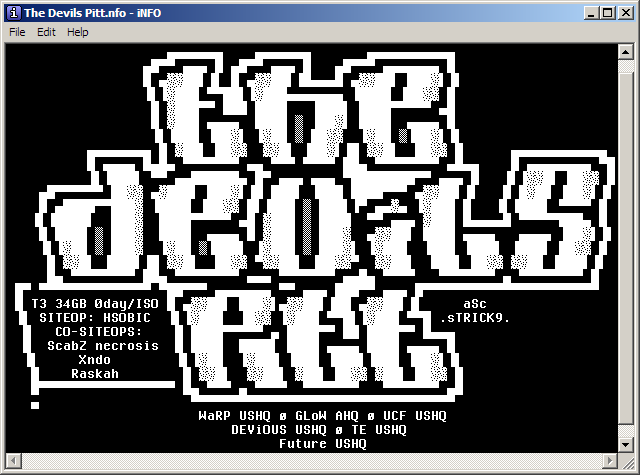 The Devils Pitt.nfo - iNFO
File Edit Help
the
devils
Pitt
T3 34GB 0day/ISO
SITEOP: HSOBIC
CO-SITEOPS:
ScabZ necrosis
Xndo
Raskah
aSc
.sTRICK9.
WaRP USHQ ø GLoW AHQ ø UCF USHQ
DEViOUS USHQ ø TE USHQ
Future USHQ